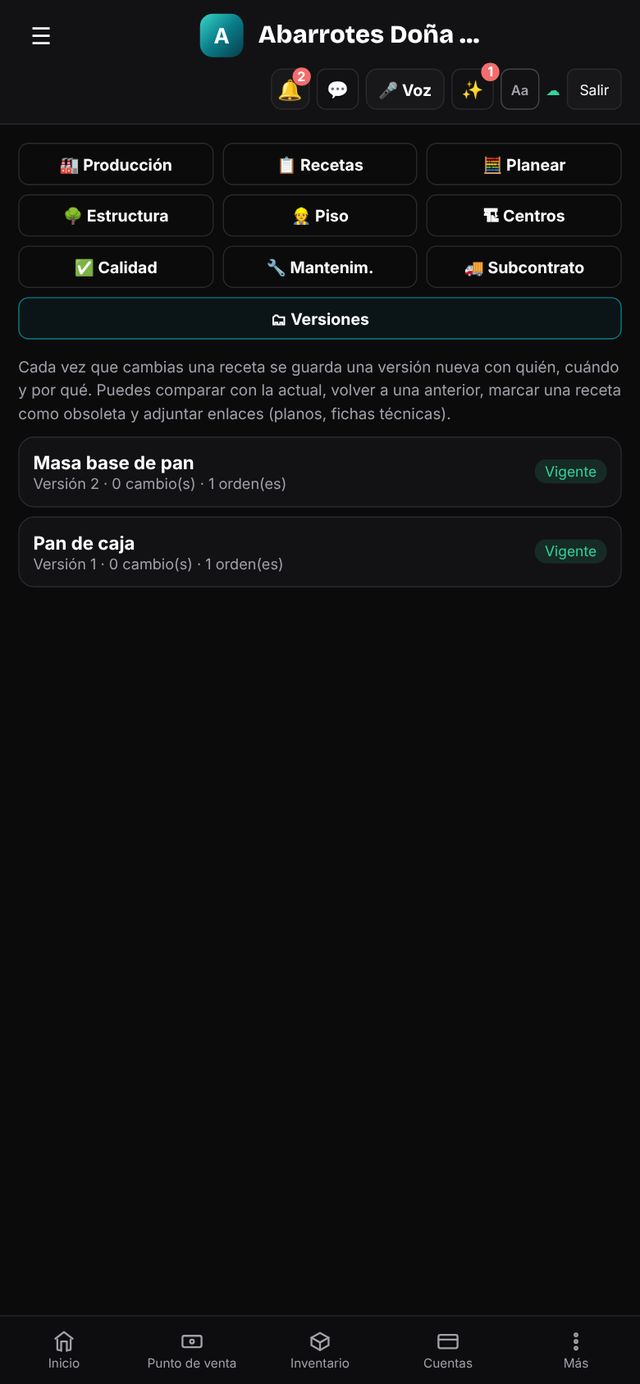 ☰ A Abarrotes Doña ...
🔔 2 💬 🎤 Voz ✨ 1 Aa ☁ Salir
🏭 Producción 📋 Recetas 🧮 Planear
🌳 Estructura 👷 Piso 🏗 Centros
✅ Calidad 🔧 Mantenim. 🚚 Subcontrato
🗂 Versiones
Cada vez que cambias una receta se guarda una versión nueva con quién, cuándo
y por qué. Puedes comparar con la actual, volver a una anterior, marcar una receta
como obsoleta y adjuntar enlaces (planos, fichas técnicas).
Masa base de pan
Versión 2 · 0 cambio(s) · 1 orden(es)
Vigente
Pan de caja
Versión 1 · 0 cambio(s) · 1 orden(es)
Vigente
Inicio Punto de venta Inventario Cuentas Más